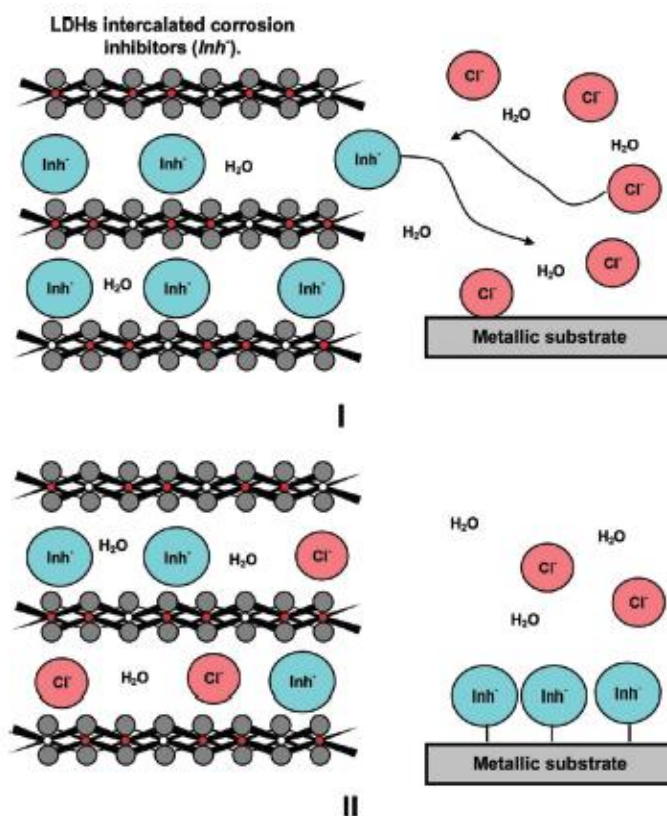 LDHs intercalated corrosion
inhibitors (Inh⁻).
Cl⁻
Cl⁻
H₂O
Inh⁻
Inh⁻
H₂O
Inh⁻
H₂O
Cl⁻
H₂O
Inh⁻
H₂O
Inh⁻
Inh⁻
H₂O
Cl⁻
Cl⁻
Metallic substrate
I
H₂O
H₂O
Inh⁻
H₂O
Inh⁻
H₂O
Cl⁻
Cl⁻
Cl⁻
H₂O
Cl⁻
H₂O
Cl⁻
Inh⁻
Inh⁻
Inh⁻
Inh⁻
Metallic substrate
II